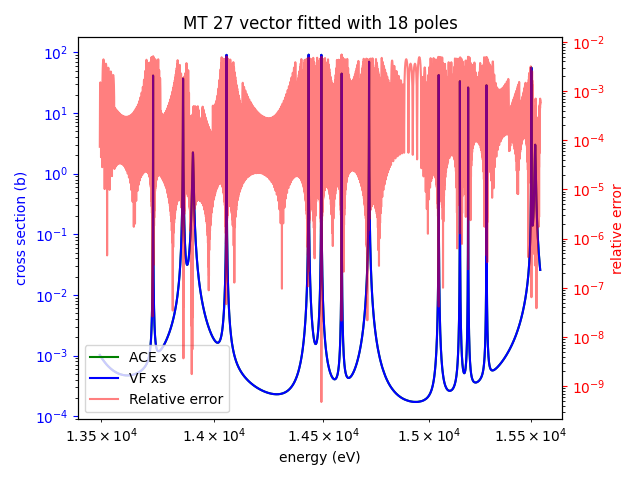 MT 27 vector fitted with 18 poles
cross section (b)
10²
10¹
10⁰
10⁻¹
10⁻²
10⁻³
10⁻⁴
10⁻²
10⁻³
10⁻⁴
10⁻⁵
10⁻⁶
10⁻⁷
10⁻⁸
10⁻⁹
relative error
ACE xs
VF xs
Relative error
1.35 × 10⁴ 1.4 × 10⁴ 1.45 × 10⁴ 1.5 × 10⁴ 1.55 × 10⁴
energy (eV)